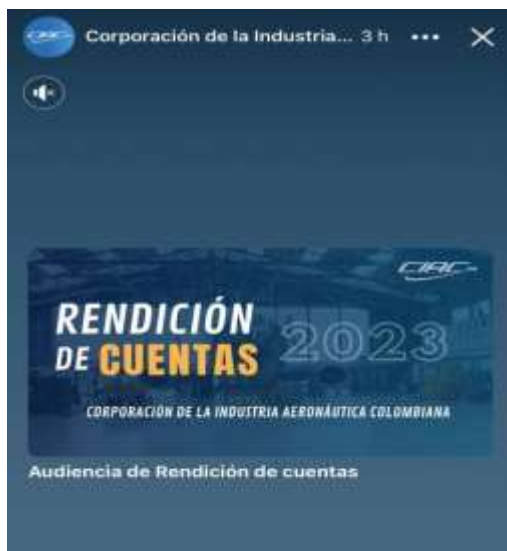 Corporación de la Industria... 3 h
CIAC
RENDICIÓN
DE CUENTAS 2023
CORPORACIÓN DE LA INDUSTRIA AERONÁUTICA COLOMBIANA
Audiencia de Rendición de cuentas